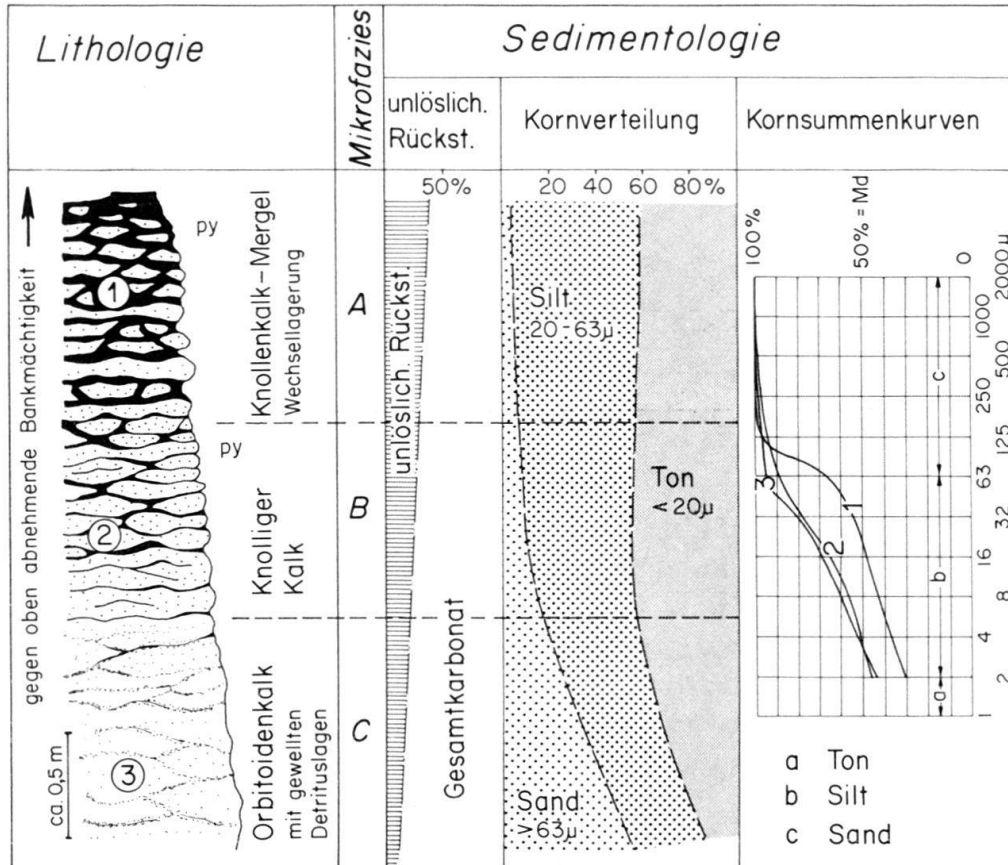 Lithologie
Mikrofazies
Sedimentologie
unlöslich.
Rückst.
Kornverteilung
Kornsummenkurven
50%
20 40 60 80%
100%
50% = Md
0
gegen oben abnehmende Bankmächtigkeit
ca. 0,5 m
py
1
Knollenkalk-Mergel
Wechsellagerung
A
py
2
Knolliger
Kalk
B
3
Orbitoidenkalk
mit gewellten
Detrituslagen
C
unlöslich. Rückst.
Gesamtkarbonat
Silt
20-63µ
Ton
<20µ
Sand
>63µ
2000µ
1000
500
250
125
63
32
16
8
4
2
1
c
b
a
1
2
3
a Ton
b Silt
c Sand